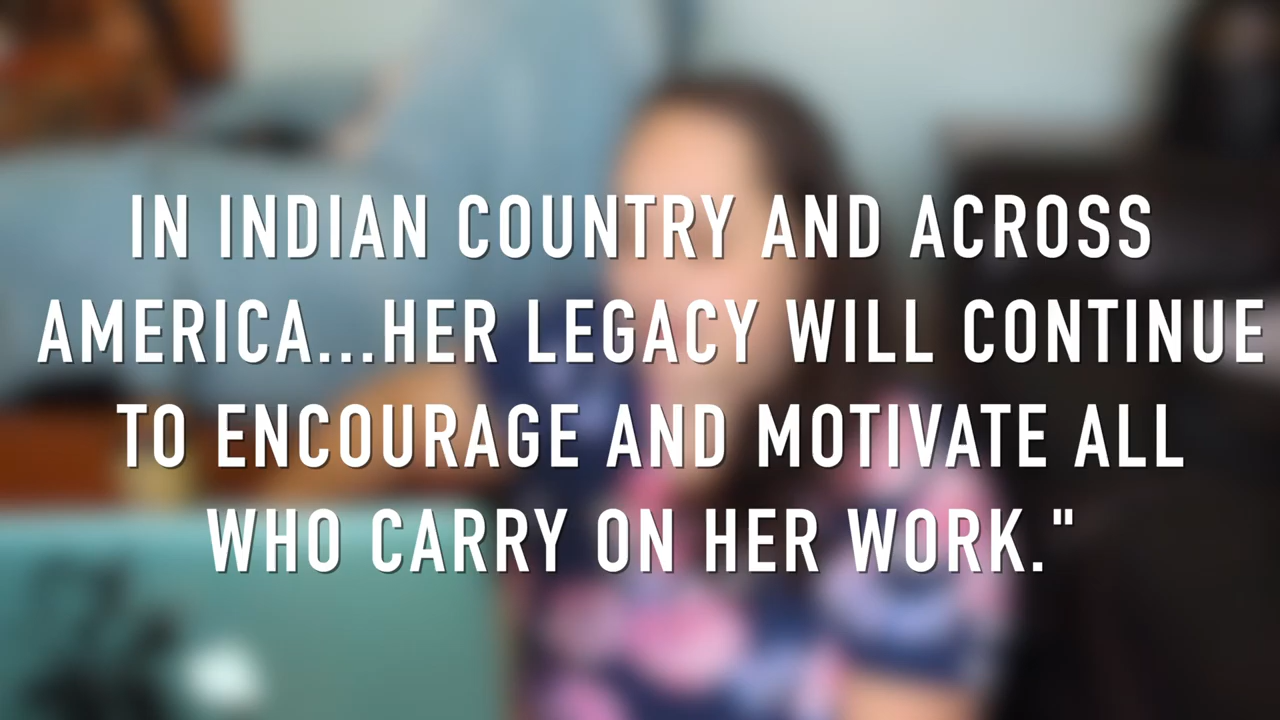 IN INDIAN COUNTRY AND ACROSS
AMERICA...HER LEGACY WILL CONTINUE
TO ENCOURAGE AND MOTIVATE ALL
WHO CARRY ON HER WORK."